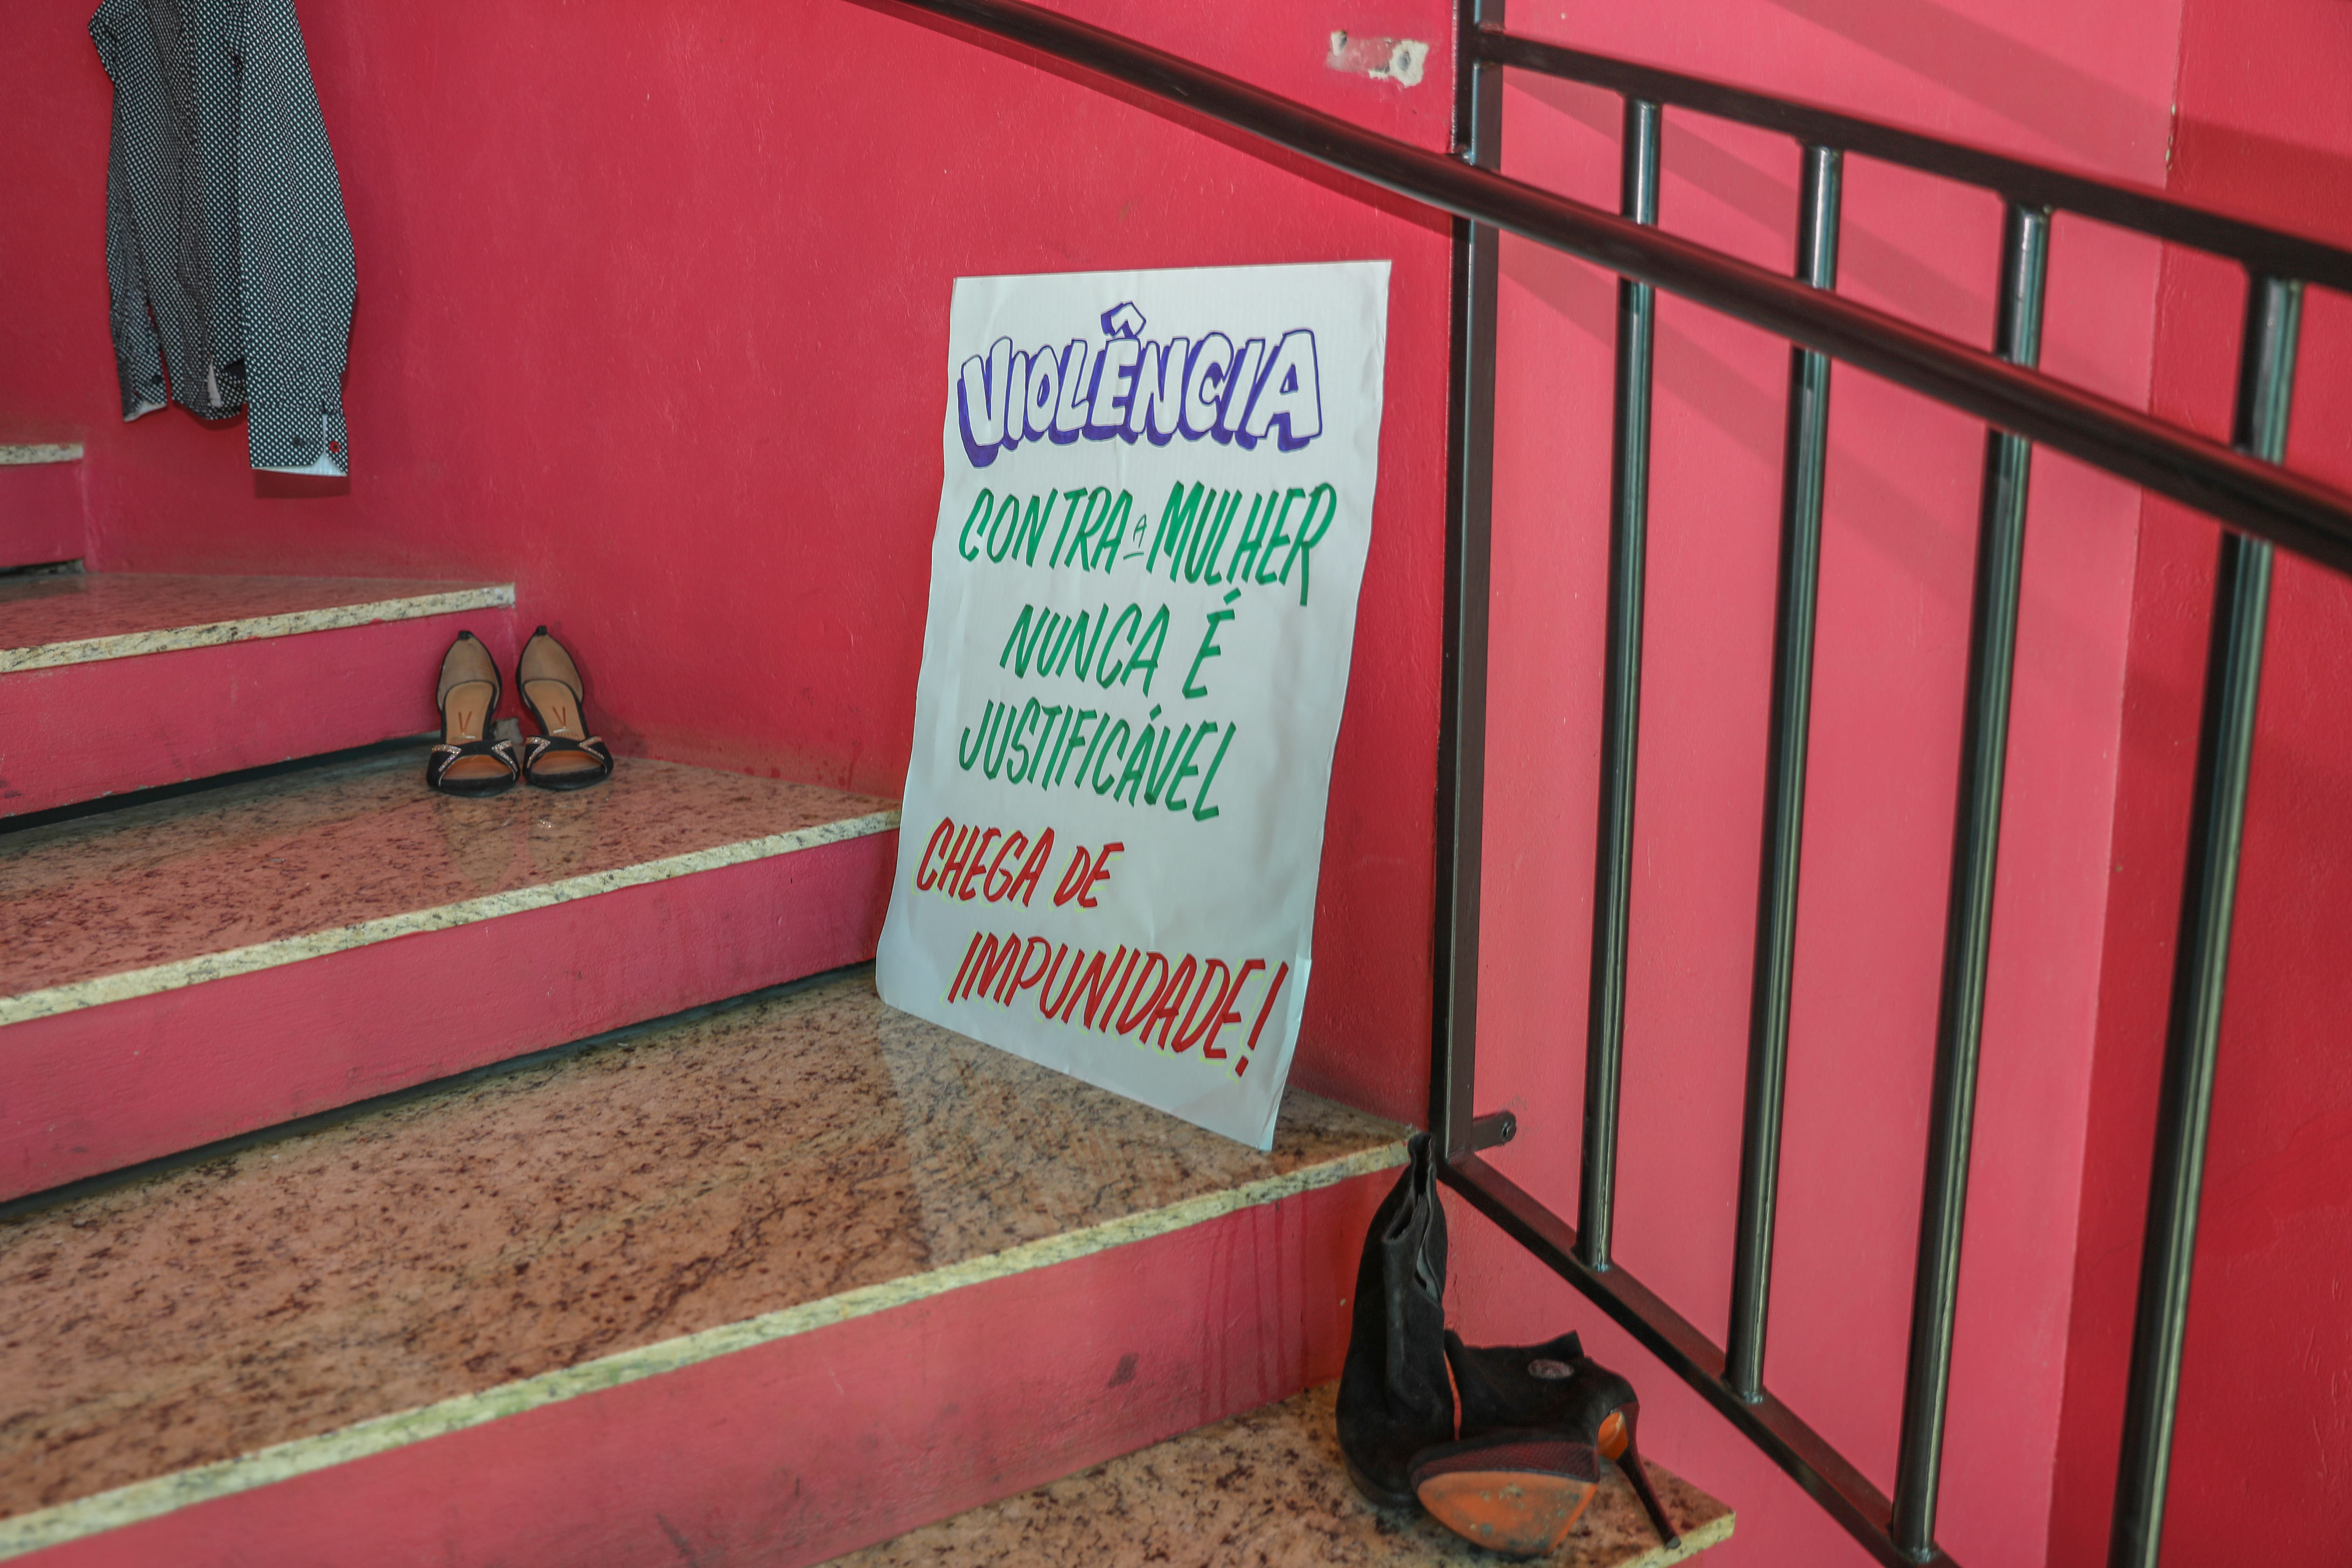 VIOLÊNCIA
CONTRA A MULHER
NUNCA É
JUSTIFICÁVEL
CHEGA DE
IMPUNIDADE!